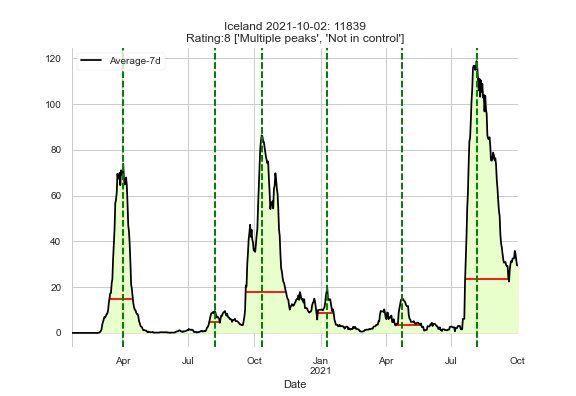 Iceland 2021-10-02: 11839
Rating:8 ['Multiple peaks', 'Not in control']
Average-7d
120
100
80
60
40
20
0
Apr Jul Oct Jan Apr Jul Oct
2021
Date